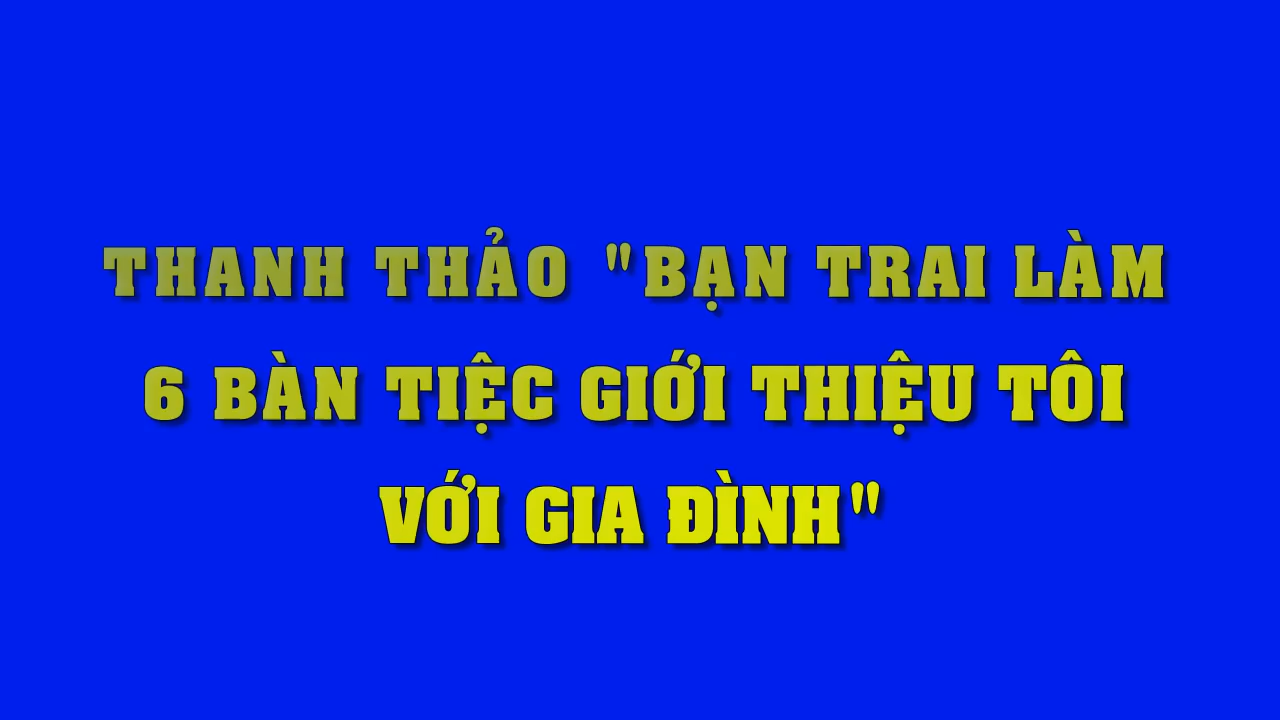 THANH THẢO "BẠN TRAI LÀM
6 BÀN TIỆC GIỚI THIỆU TÔI
VỚI GIA ĐÌNH"